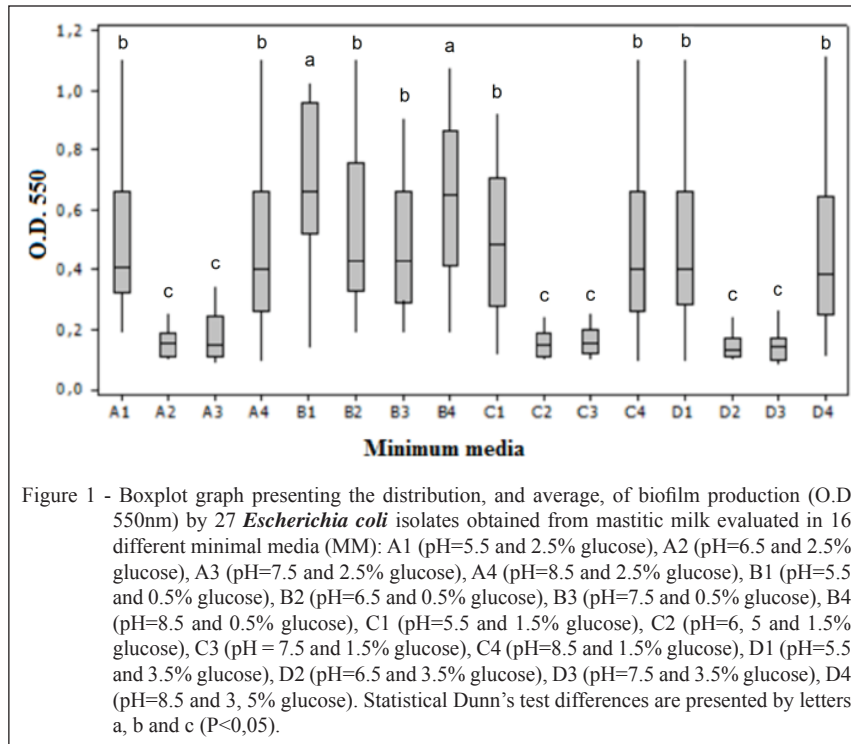 1,2
1,0
0,8
0,6
0,4
0,2
0,0
O.D. 550
b
c
c
b
a
b
b
a
b
c
c
b
b
c
c
b
A1 A2 A3 A4 B1 B2 B3 B4 C1 C2 C3 C4 D1 D2 D3 D4
Minimum media
Figure 1 - Boxplot graph presenting the distribution, and average, of biofilm production (O.D
550nm) by 27 Escherichia coli isolates obtained from mastitic milk evaluated in 16
different minimal media (MM): A1 (pH=5.5 and 2.5% glucose), A2 (pH=6.5 and 2.5%
glucose), A3 (pH=7.5 and 2.5% glucose), A4 (pH=8.5 and 2.5% glucose), B1 (pH=5.5
and 0.5% glucose), B2 (pH=6.5 and 0.5% glucose), B3 (pH=7.5 and 0.5% glucose), B4
(pH=8.5 and 0.5% glucose), C1 (pH=5.5 and 1.5% glucose), C2 (pH=6, 5 and 1.5%
glucose), C3 (pH = 7.5 and 1.5% glucose), C4 (pH=8.5 and 1.5% glucose), D1 (pH=5.5
and 3.5% glucose), D2 (pH=6.5 and 3.5% glucose), D3 (pH=7.5 and 3.5% glucose), D4
(pH=8.5 and 3, 5% glucose). Statistical Dunn's test differences are presented by letters
a, b and c (P<0,05).